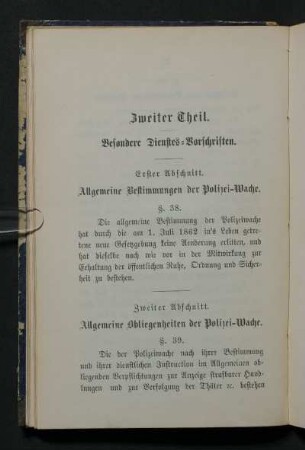 Zweiter Theil.
Besondere Dienstes-Vorschriften.
Erster Abschnitt.
Allgemeine Bestimmungen der Polizei-Wache.
§. 38.
Die allgemeine Bestimmung der Polizeiwache
hat durch die am 1. Juli 1862 in's Leben getre-
tene neue Gesetzgebung keine Aenderung erlitten, und
hat dieselbe nach wie vor in der Mitwirkung zur
Erhaltung der öffentlichen Ruhe, Ordnung und Sicher-
heit zu bestehen.
Zweiter Abschnitt.
Allgemeine Obliegenheiten der Polizei-Wache.
§. 39.
Die der Polizeiwache nach ihrer Bestimmung
und ihrer dienstlichen Instruction im Allgemeinen ob-
liegenden Verpflichtungen zur Anzeige strafbarer Hand-
lungen und zur Verfolgung der Thäter ꝛc. bestehen